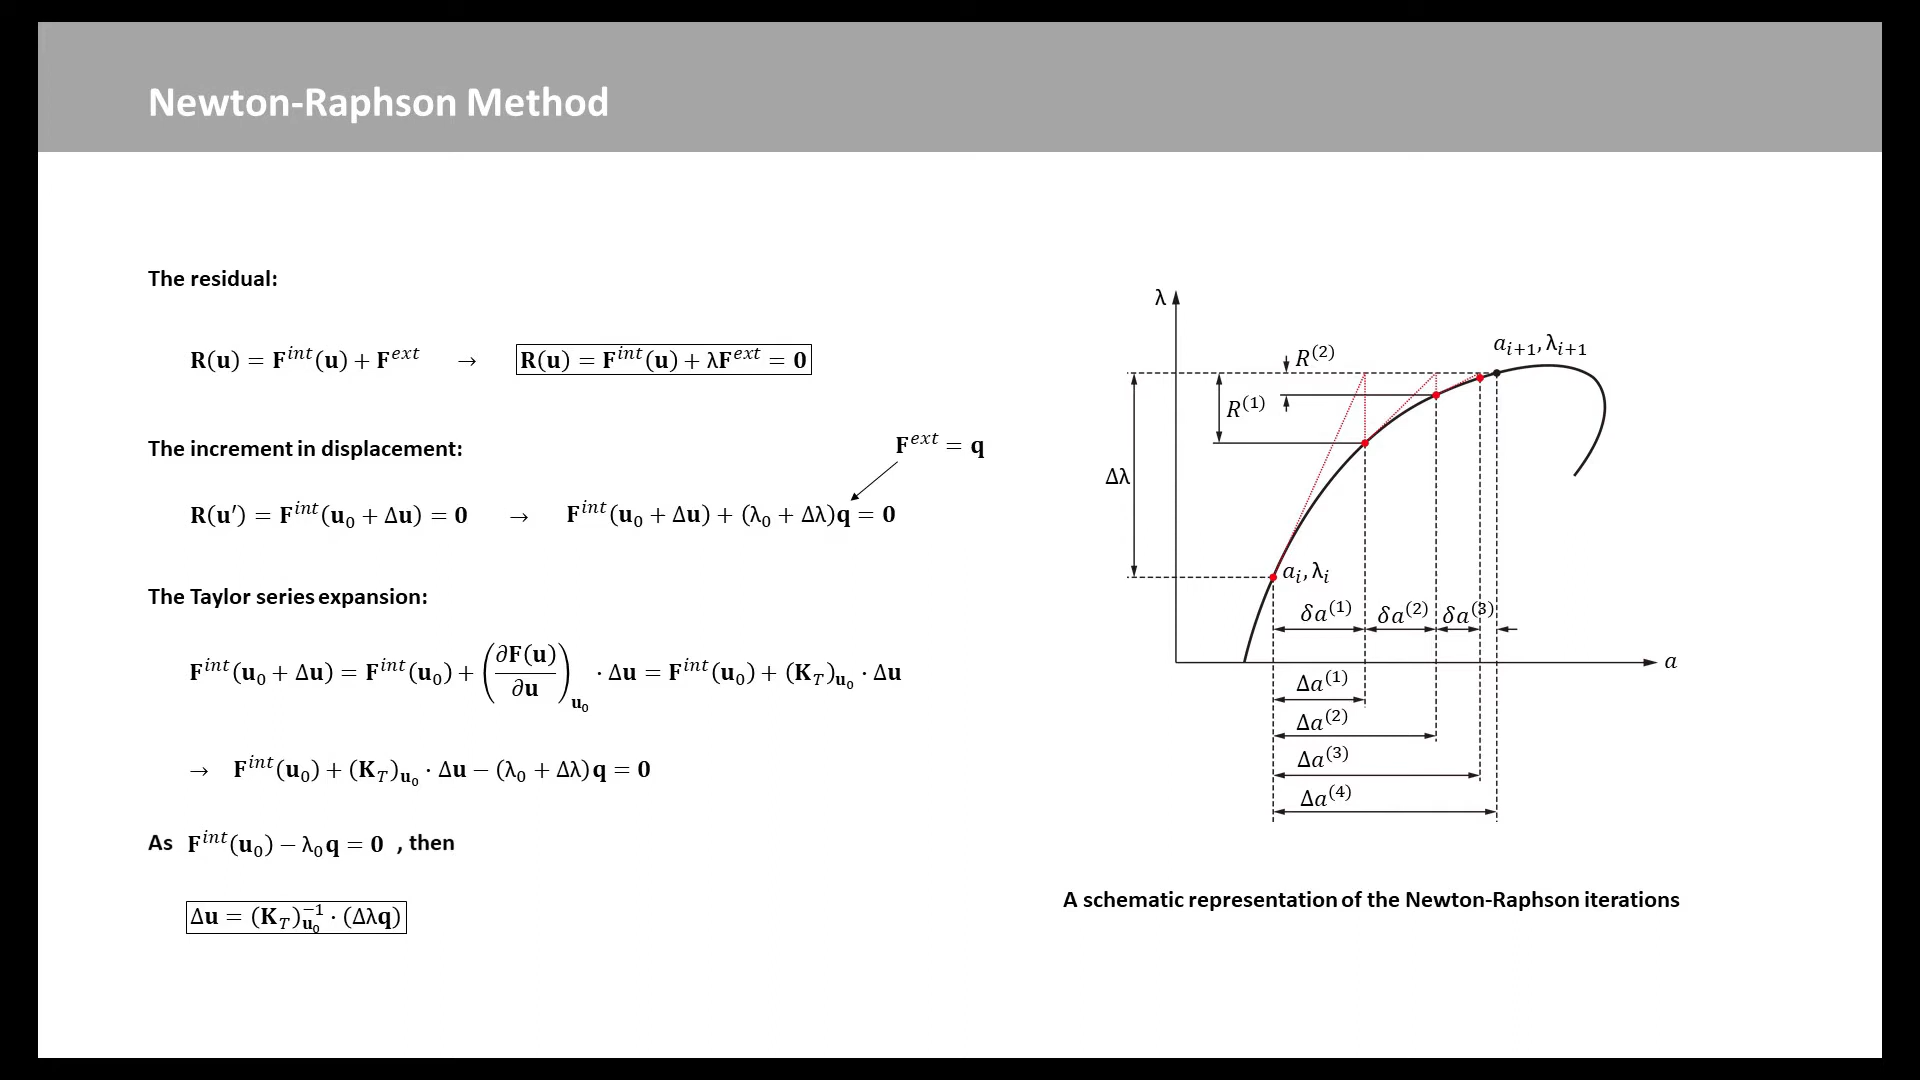 Newton-Raphson Method
The residual:
R(u) = F^int(u) + F^ext → R(u) = F^int(u) + λF^ext = 0
The increment in displacement:
F^ext = q
R(u′) = F^int(u₀ + Δu) = 0 → F^int(u₀ + Δu) + (λ₀ + Δλ)q = 0
The Taylor series expansion:
F^int(u₀ + Δu) = F^int(u₀) + (∂F(u)/∂u)_u₀ · Δu = F^int(u₀) + (K_T)_u₀ · Δu
→ F^int(u₀) + (K_T)_u₀ · Δu − (λ₀ + Δλ)q = 0
As F^int(u₀) − λ₀q = 0 , then
Δu = (K_T)_u₀^−1 · (Δλq)
λ
R^(2)
a_i+1, λ_i+1
R^(1)
Δλ
a_i, λ_i
δa^(1) δa^(2) δa^(3)
a
Δa^(1)
Δa^(2)
Δa^(3)
Δa^(4)
A schematic representation of the Newton-Raphson iterations